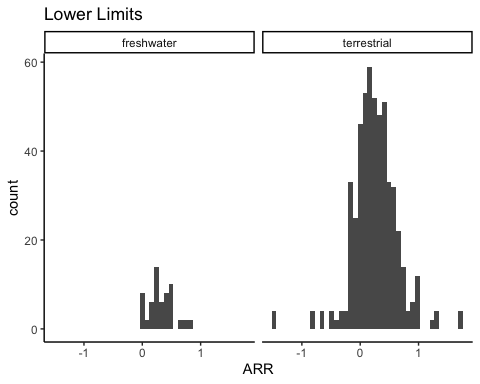 Lower Limits
freshwater terrestrial
60
40
20
0
-1 0 1 -1 0 1
count
ARR